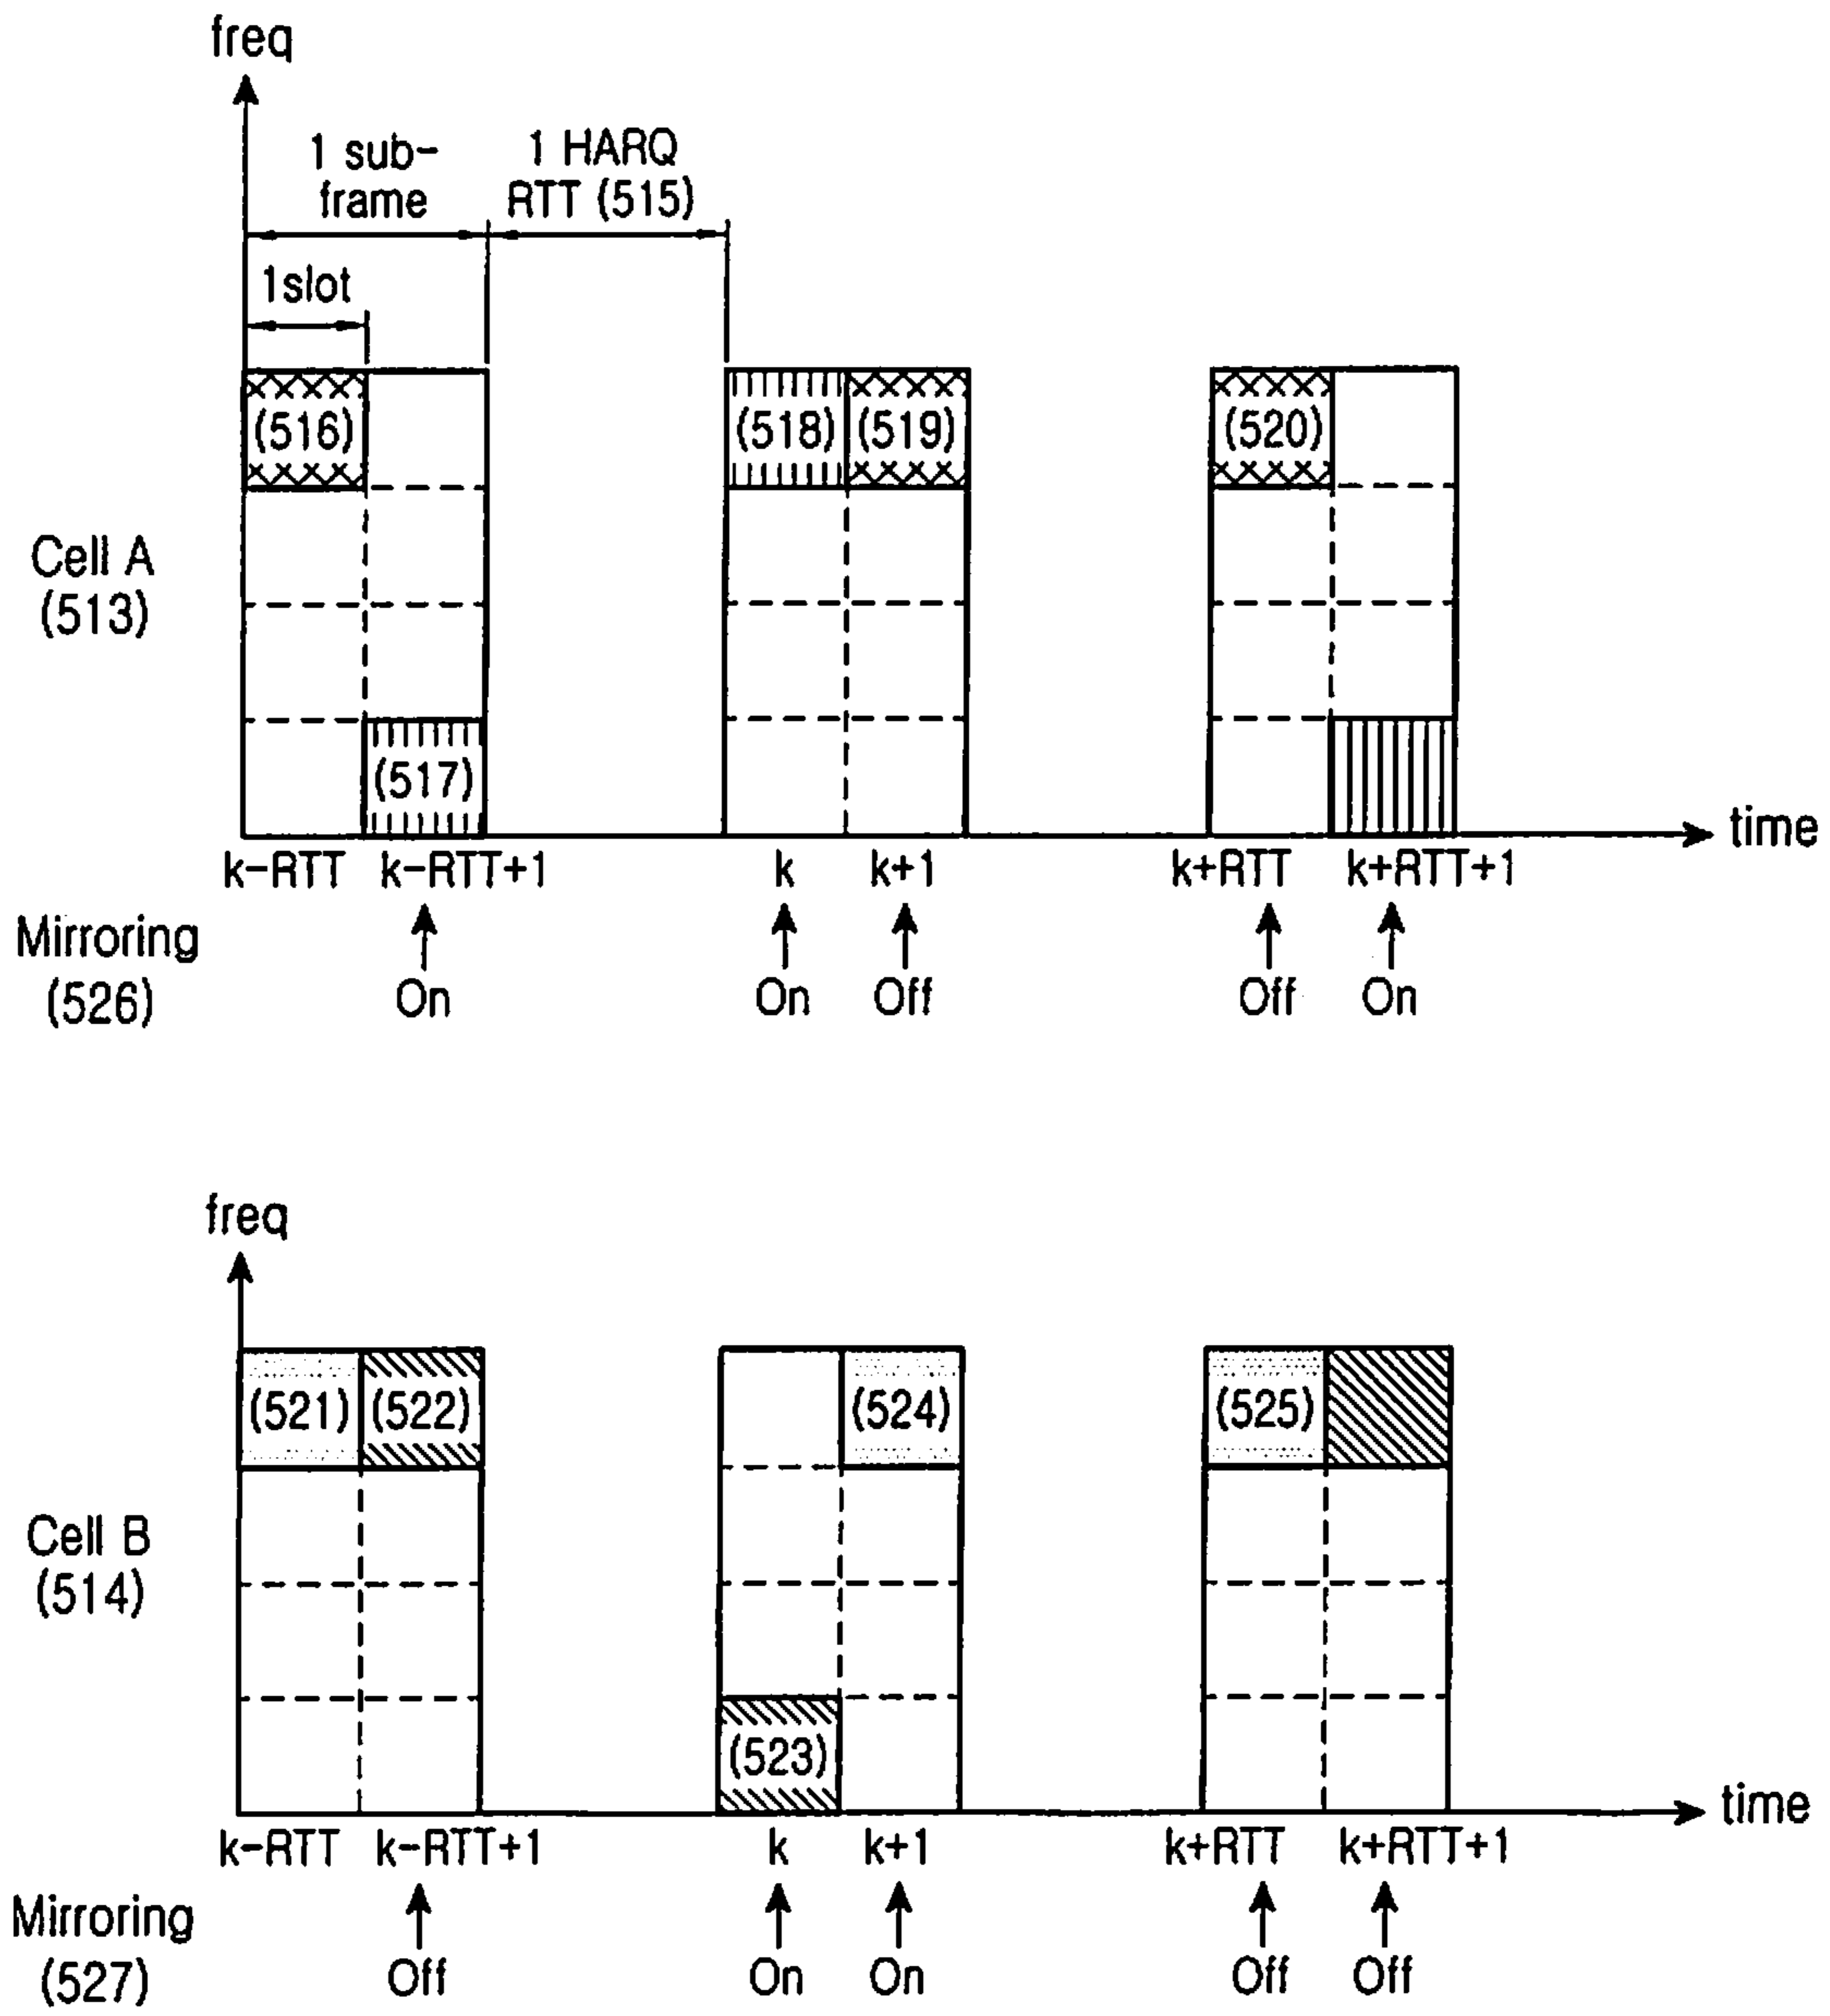 freq
1 sub-
frame
1 HARQ
RTT (515)
1slot
(516)
(518)
(519)
(520)
Cell A
(513)
(517)
time
k-RTT
k-RTT+1
k
k+1
k+RTT
k+RTT+1
Mirroring
(526)
On
On
Off
Off
On
freq
(521)
(522)
(524)
(525)
Cell B
(514)
(523)
time
k-RTT
k-RTT+1
k
k+1
k+RTT
k+RTT+1
Mirroring
(527)
Off
On
On
Off
Off